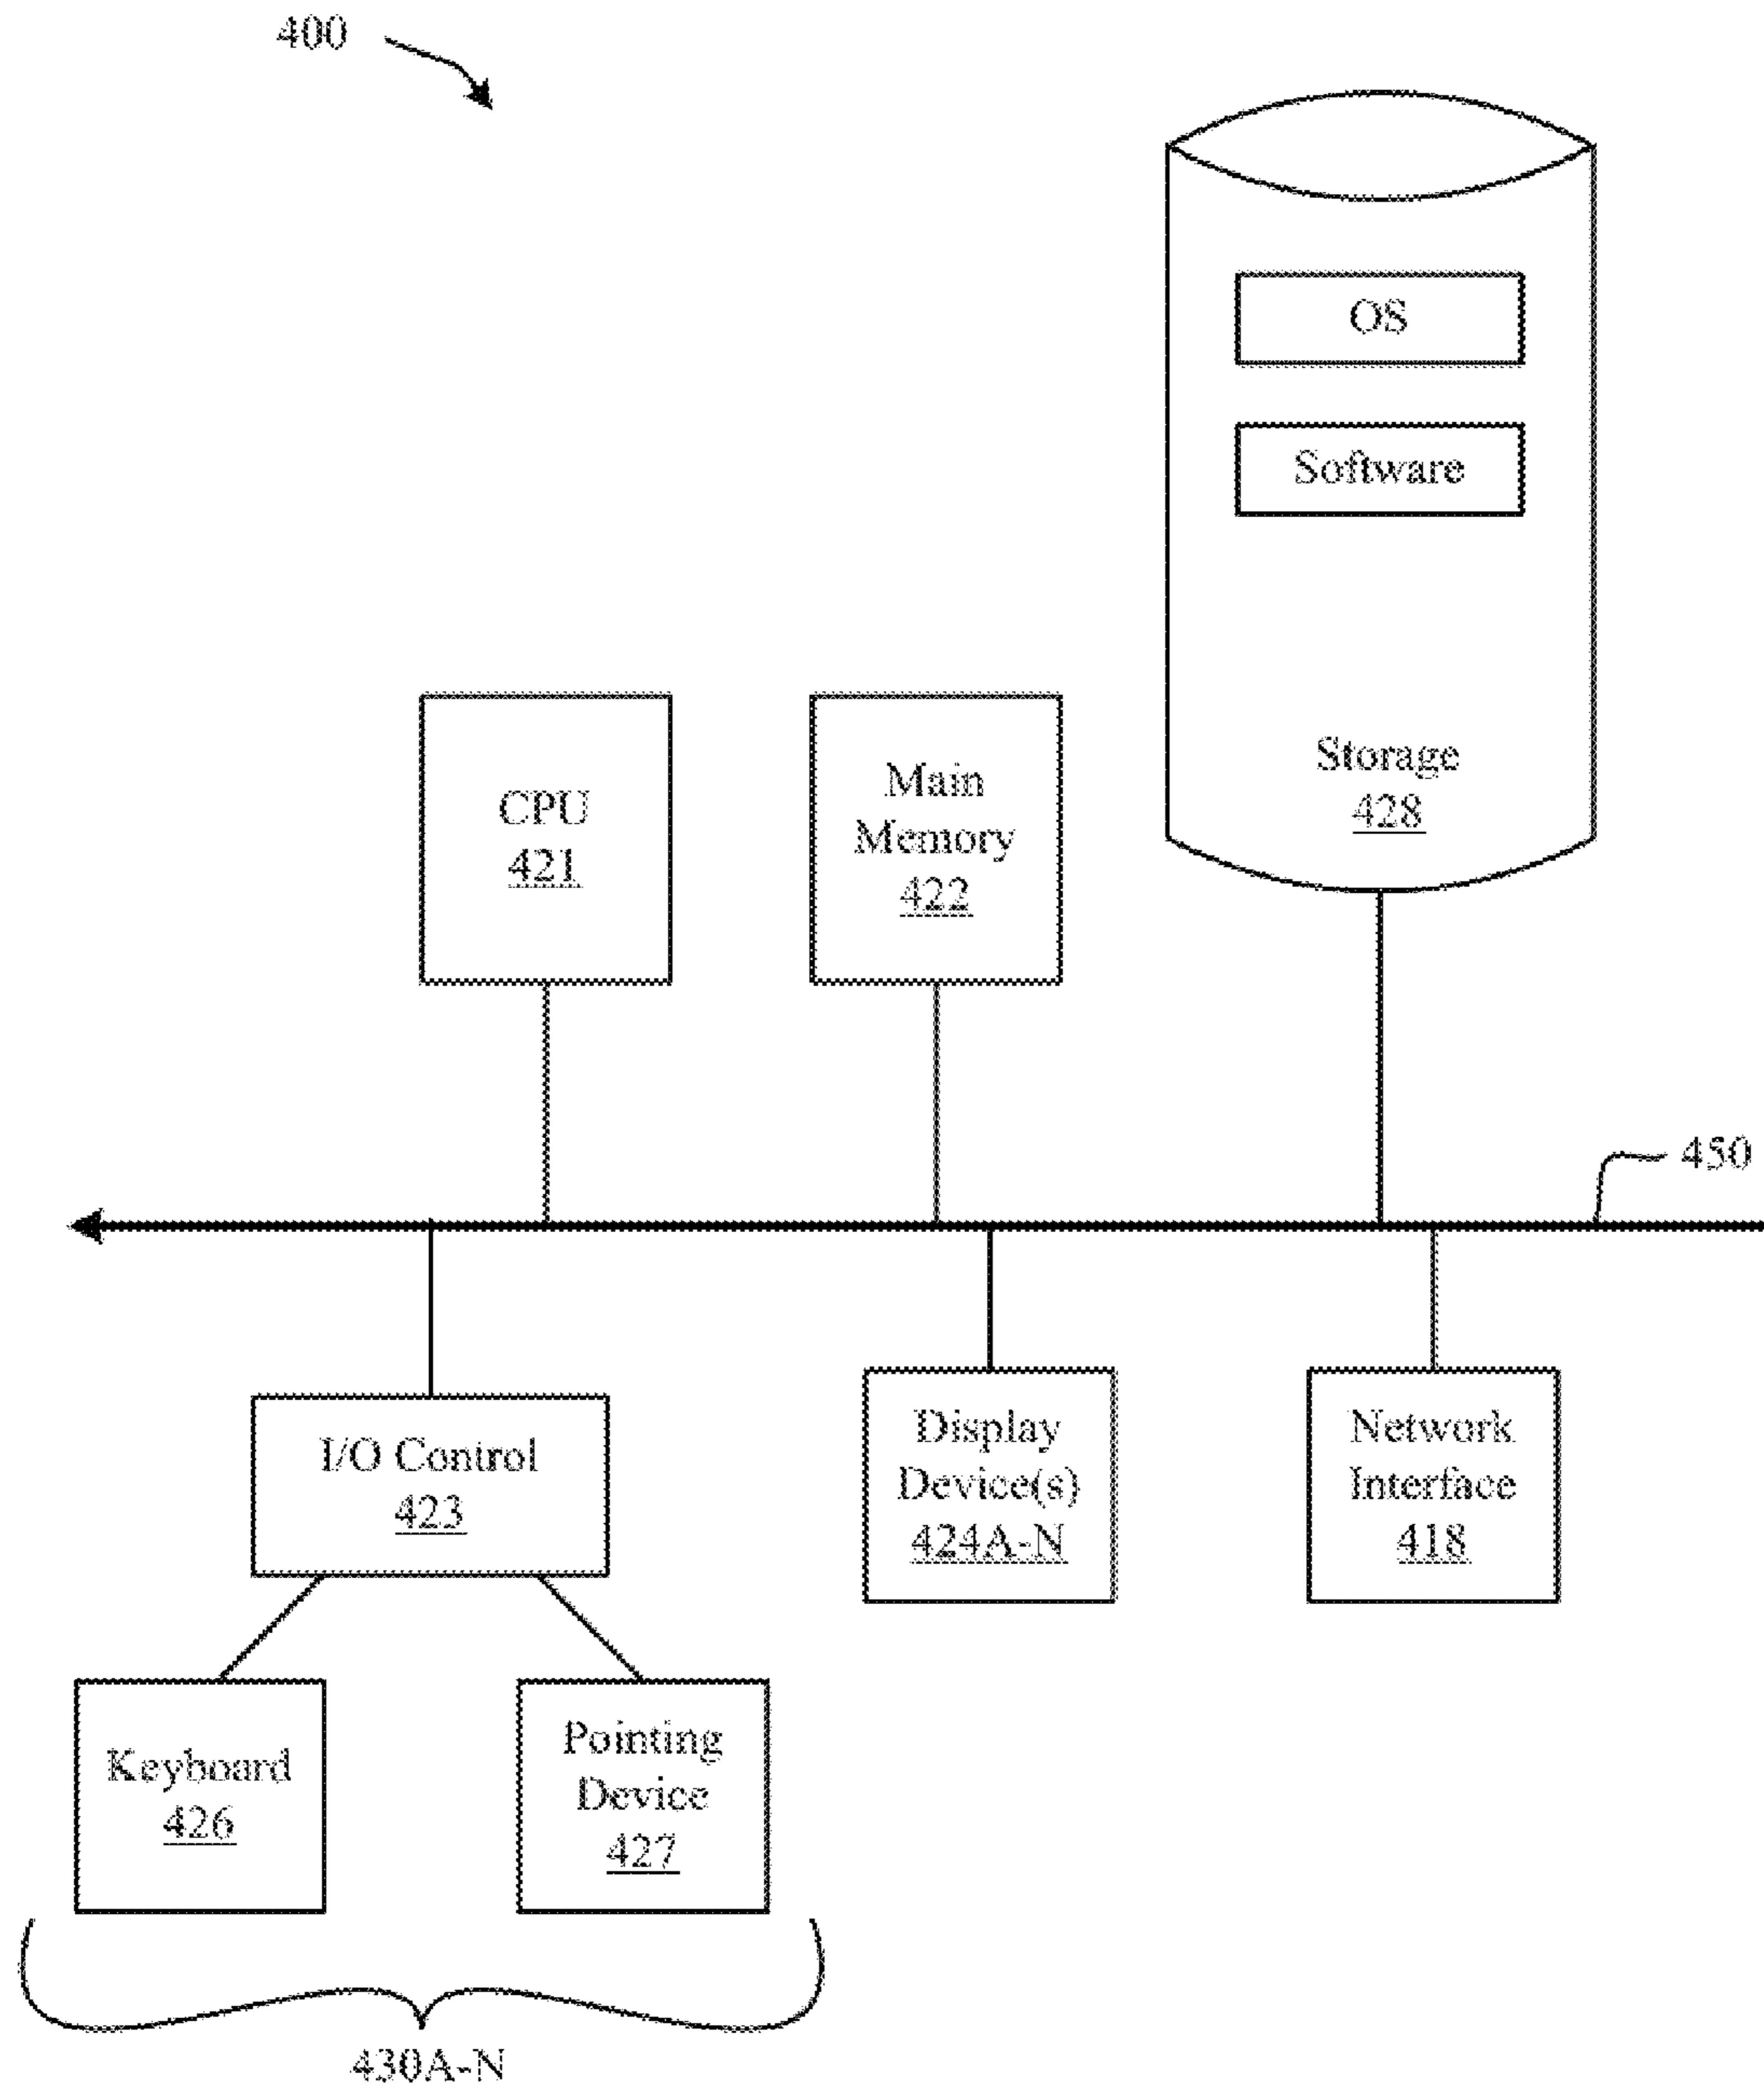 400
OS
Software
Storage
428
CPU
421
Main
Memory
422
450
I/O Control
423
Display
Device(s)
424A-N
Network
Interface
418
Keyboard
426
Pointing
Device
427
430A-N